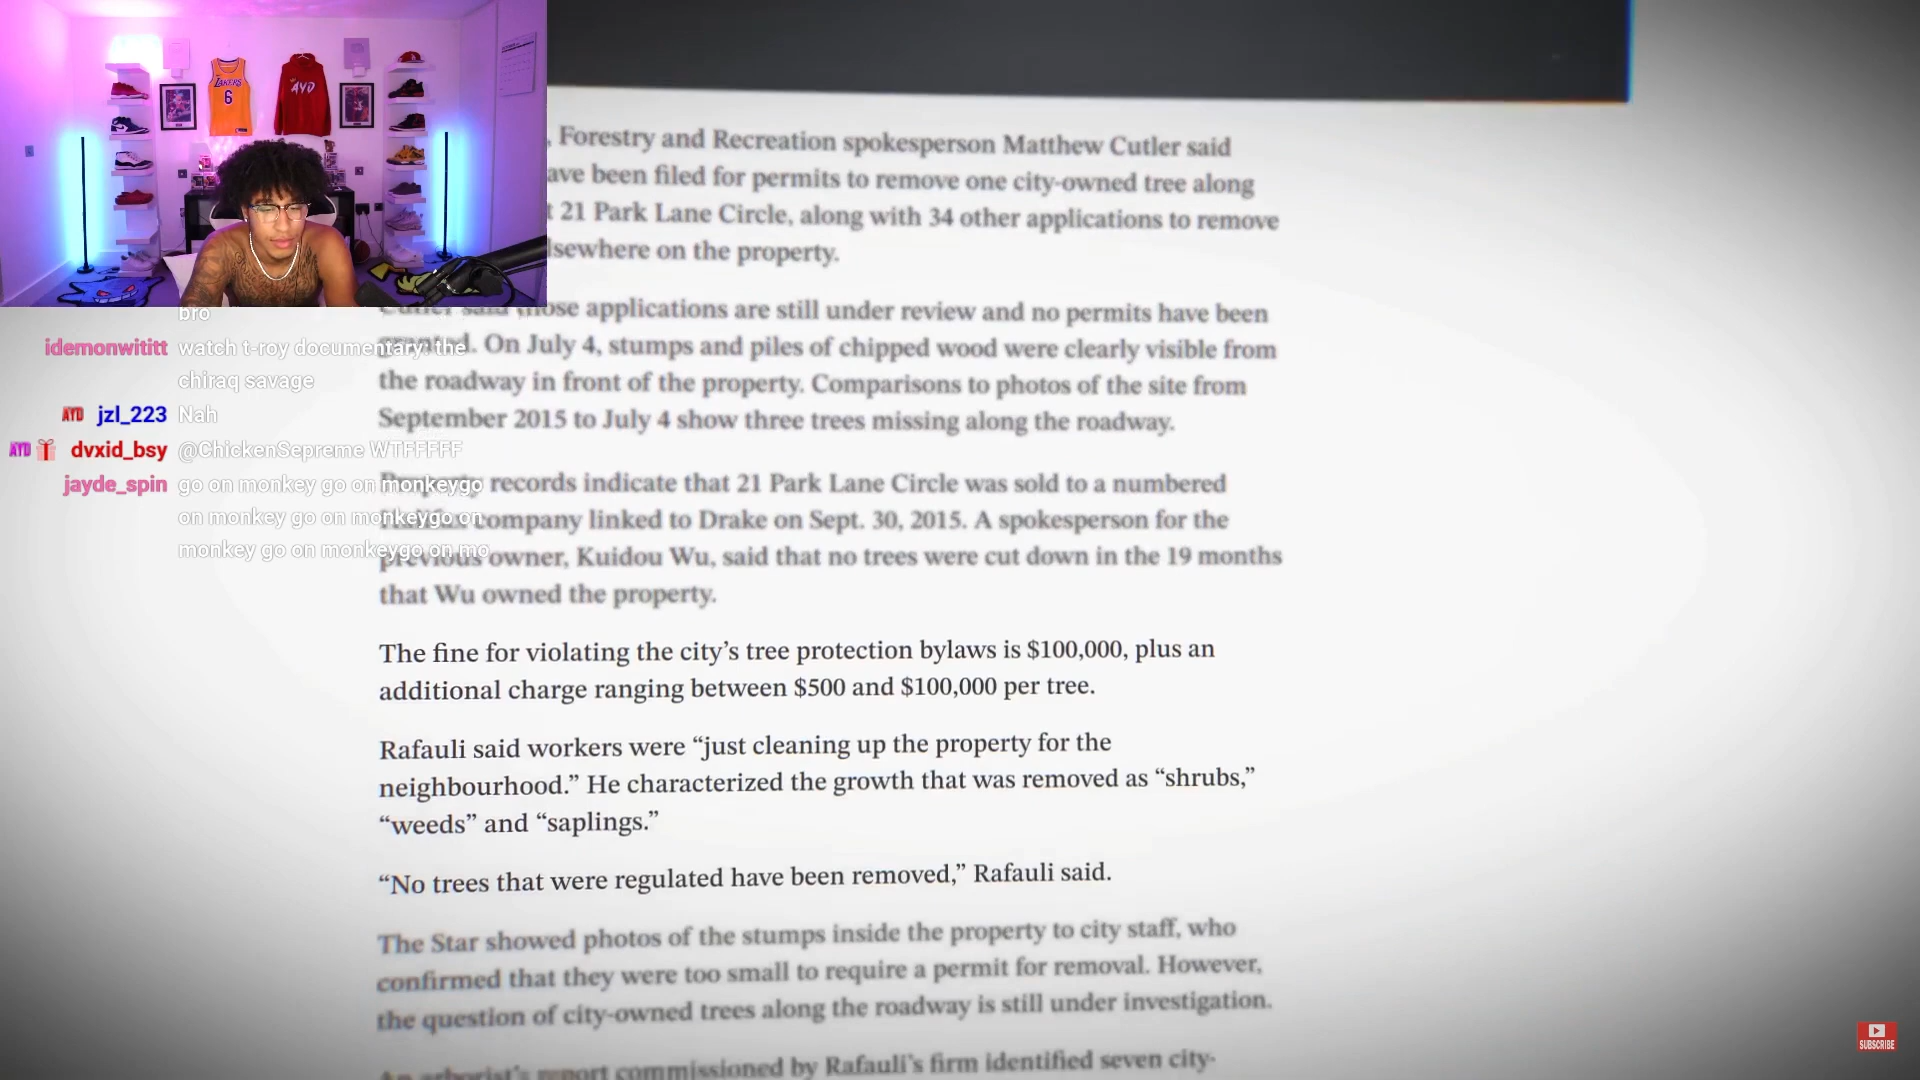 LAKERS
6
AYD
, Forestry and Recreation spokesperson Matthew Cutler said
ave been filed for permits to remove one city-owned tree along
t 21 Park Lane Circle, along with 34 other applications to remove
lsewhere on the property.
Cutler said those applications are still under review and no permits have been
granted. On July 4, stumps and piles of chipped wood were clearly visible from
the roadway in front of the property. Comparisons to photos of the site from
September 2015 to July 4 show three trees missing along the roadway.
Property records indicate that 21 Park Lane Circle was sold to a numbered
company linked to Drake on Sept. 30, 2015. A spokesperson for the
previous owner, Kuidou Wu, said that no trees were cut down in the 19 months
that Wu owned the property.
The fine for violating the city’s tree protection bylaws is $100,000, plus an
additional charge ranging between $500 and $100,000 per tree.
Rafauli said workers were “just cleaning up the property for the
neighbourhood.” He characterized the growth that was removed as “shrubs,”
“weeds” and “saplings.”
“No trees that were regulated have been removed,” Rafauli said.
The Star showed photos of the stumps inside the property to city staff, who
confirmed that they were too small to require a permit for removal. However,
the question of city-owned trees along the roadway is still under investigation.
An arborist’s report commissioned by Rafauli’s firm identified seven city-
bro
idemonwititt watch t-roy documentary: the
chiraq savage
AYD jzl_223 Nah
AYD dvxid_bsy @ChickenSepreme WTFFFFF
jayde_spin go on monkey go on monkeygo
on monkey go on monkeygo on
monkey go on monkeygo on mo
SUBSCRIBE